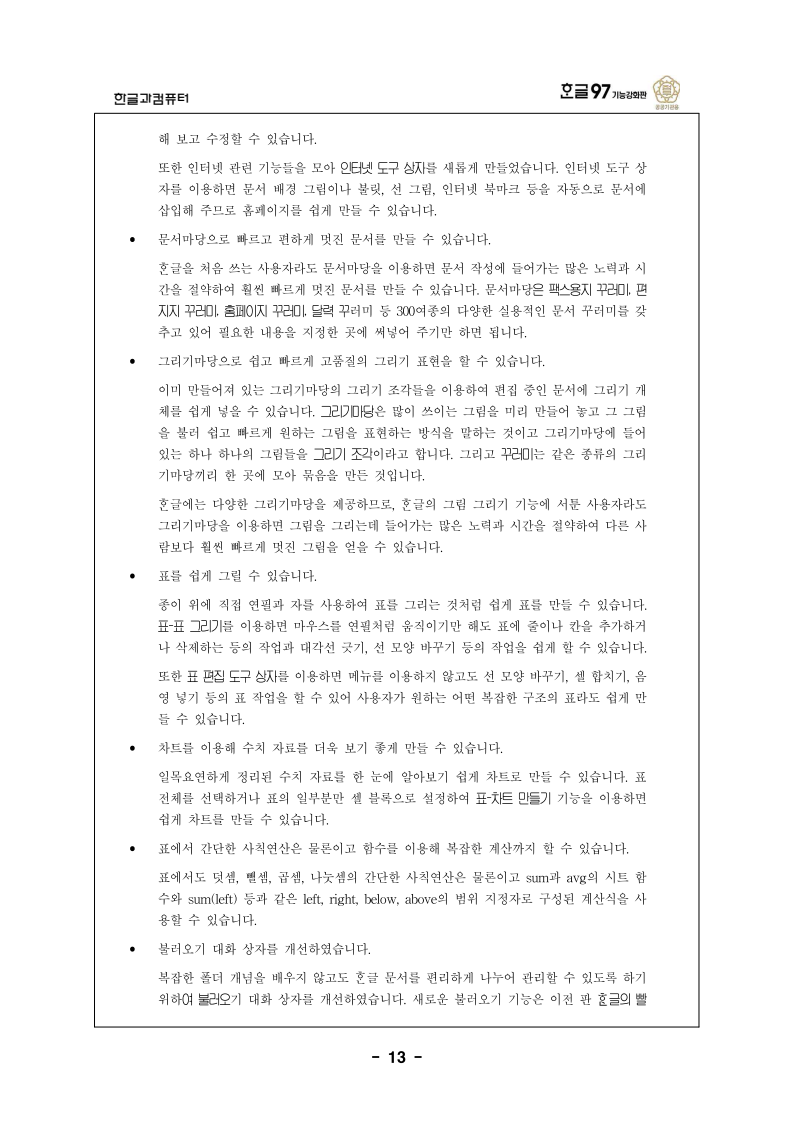 한글과컴퓨터
ᄒᆞᆫ글97 기능강화판
공공기관용
해 보고 수정할 수 있습니다.
또한 인터넷 관련 기능들을 모아 인터넷 도구 상자를 새롭게 만들었습니다. 인터넷 도구 상
자를 이용하면 문서 배경 그림이나 불릿, 선 그림, 인터넷 북마크 등을 자동으로 문서에
삽입해 주므로 홈페이지를 쉽게 만들 수 있습니다.
• 문서마당으로 빠르고 편하게 멋진 문서를 만들 수 있습니다.
ᄒᆞᆫ글을 처음 쓰는 사용자라도 문서마당을 이용하면 문서 작성에 들어가는 많은 노력과 시
간을 절약하여 훨씬 빠르게 멋진 문서를 만들 수 있습니다. 문서마당은 팩스용지 꾸러미, 편
지지 꾸러미, 홈페이지 꾸러미, 달력 꾸러미 등 300여종의 다양한 실용적인 문서 꾸러미를 갖
추고 있어 필요한 내용을 지정한 곳에 써넣어 주기만 하면 됩니다.
• 그리기마당으로 쉽고 빠르게 고품질의 그리기 표현을 할 수 있습니다.
이미 만들어져 있는 그리기마당의 그리기 조각들을 이용하여 편집 중인 문서에 그리기 개
체를 쉽게 넣을 수 있습니다. 그리기마당은 많이 쓰이는 그림을 미리 만들어 놓고 그 그림
을 불러 쉽고 빠르게 원하는 그림을 표현하는 방식을 말하는 것이고 그리기마당에 들어
있는 하나 하나의 그림들을 그리기 조각이라고 합니다. 그리고 꾸러미는 같은 종류의 그리
기마당끼리 한 곳에 모아 묶음을 만든 것입니다.
ᄒᆞᆫ글에는 다양한 그리기마당을 제공하므로, ᄒᆞᆫ글의 그림 그리기 기능에 서툰 사용자라도
그리기마당을 이용하면 그림을 그리는데 들어가는 많은 노력과 시간을 절약하여 다른 사
람보다 훨씬 빠르게 멋진 그림을 얻을 수 있습니다.
• 표를 쉽게 그릴 수 있습니다.
종이 위에 직접 연필과 자를 사용하여 표를 그리는 것처럼 쉽게 표를 만들 수 있습니다.
표-표 그리기를 이용하면 마우스를 연필처럼 움직이기만 해도 표에 줄이나 칸을 추가하거
나 삭제하는 등의 작업과 대각선 긋기, 선 모양 바꾸기 등의 작업을 쉽게 할 수 있습니다.
또한 표 편집 도구 상자를 이용하면 메뉴를 이용하지 않고도 선 모양 바꾸기, 셀 합치기, 음
영 넣기 등의 표 작업을 할 수 있어 사용자가 원하는 어떤 복잡한 구조의 표라도 쉽게 만
들 수 있습니다.
• 차트를 이용해 수치 자료를 더욱 보기 좋게 만들 수 있습니다.
일목요연하게 정리된 수치 자료를 한 눈에 알아보기 쉽게 차트로 만들 수 있습니다. 표
전체를 선택하거나 표의 일부분만 셀 블록으로 설정하여 표-차트 만들기 기능을 이용하면
쉽게 차트를 만들 수 있습니다.
• 표에서 간단한 사칙연산은 물론이고 함수를 이용해 복잡한 계산까지 할 수 있습니다.
표에서도 덧셈, 뺄셈, 곱셈, 나눗셈의 간단한 사칙연산은 물론이고 sum과 avg의 시트 함
수와 sum(left) 등과 같은 left, right, below, above의 범위 지정자로 구성된 계산식을 사
용할 수 있습니다.
• 불러오기 대화 상자를 개선하였습니다.
복잡한 폴더 개념을 배우지 않고도 ᄒᆞᆫ글 문서를 편리하게 나누어 관리할 수 있도록 하기
위하여 불러오기 대화 상자를 개선하였습니다. 새로운 불러오기 기능은 이전 판 ᄒᆞᆫ글의 빨
- 13 -